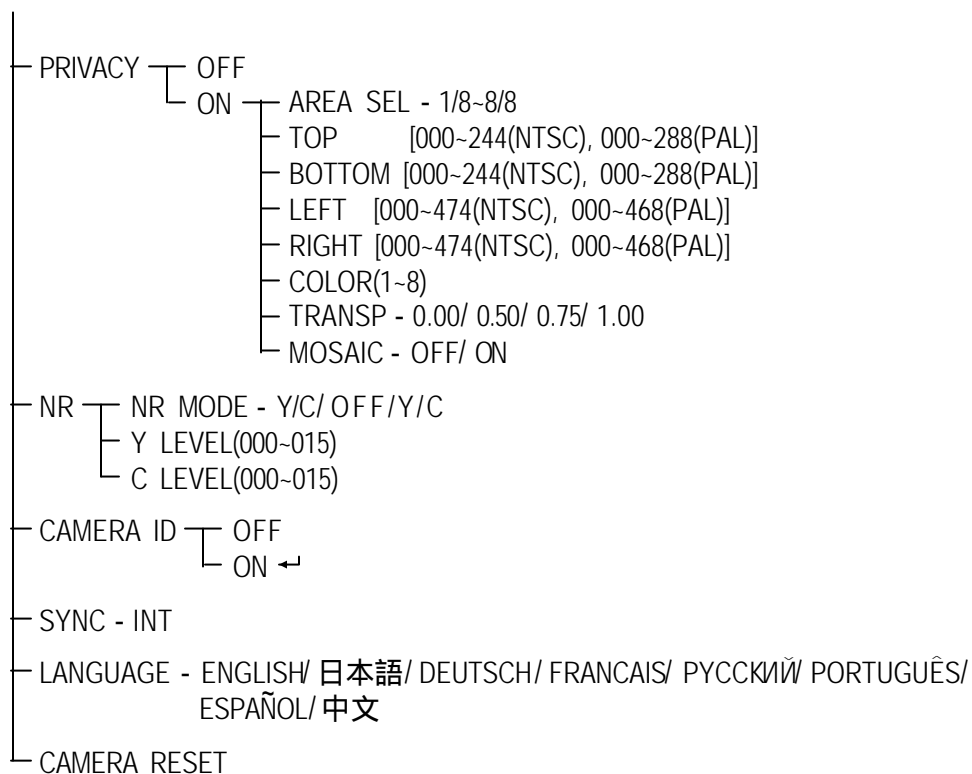 PRIVACY OFF
ON AREA SEL - 1/8~8/8
TOP [000~244(NTSC), 000~288(PAL)]
BOTTOM [000~244(NTSC), 000~288(PAL)]
LEFT [000~474(NTSC), 000~468(PAL)]
RIGHT [000~474(NTSC), 000~468(PAL)]
COLOR(1~8)
TRANSP - 0.00/ 0.50/ 0.75/ 1.00
MOSAIC - OFF/ ON
NR NR MODE - Y/C/ OFF/Y/C
Y LEVEL(000~015)
C LEVEL(000~015)
CAMERA ID OFF
ON ↵
SYNC - INT
LANGUAGE - ENGLISH/ 日本語/ DEUTSCH/ FRANCAIS/ РУССКИЙ/ PORTUGUÊS/
ESPAÑOL/ 中文
CAMERA RESET